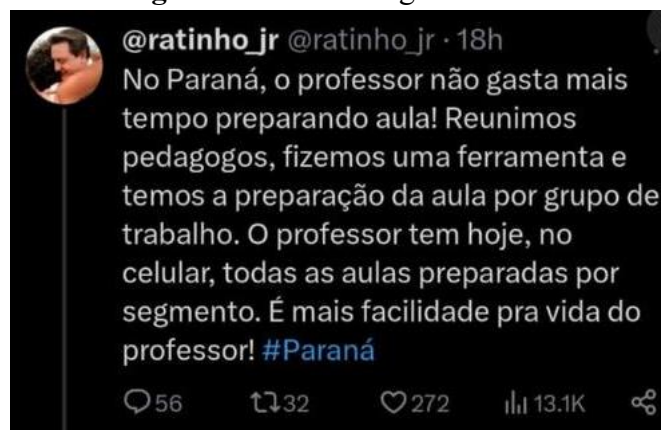 @ratinho_jr @ratinho_jr · 18h
No Paraná, o professor não gasta mais
tempo preparando aula! Reunimos
pedagogos, fizemos uma ferramenta e
temos a preparação da aula por grupo de
trabalho. O professor tem hoje, no
celular, todas as aulas preparadas por
segmento. É mais facilidade pra vida do
professor! #Paraná
56 32 272 13.1K